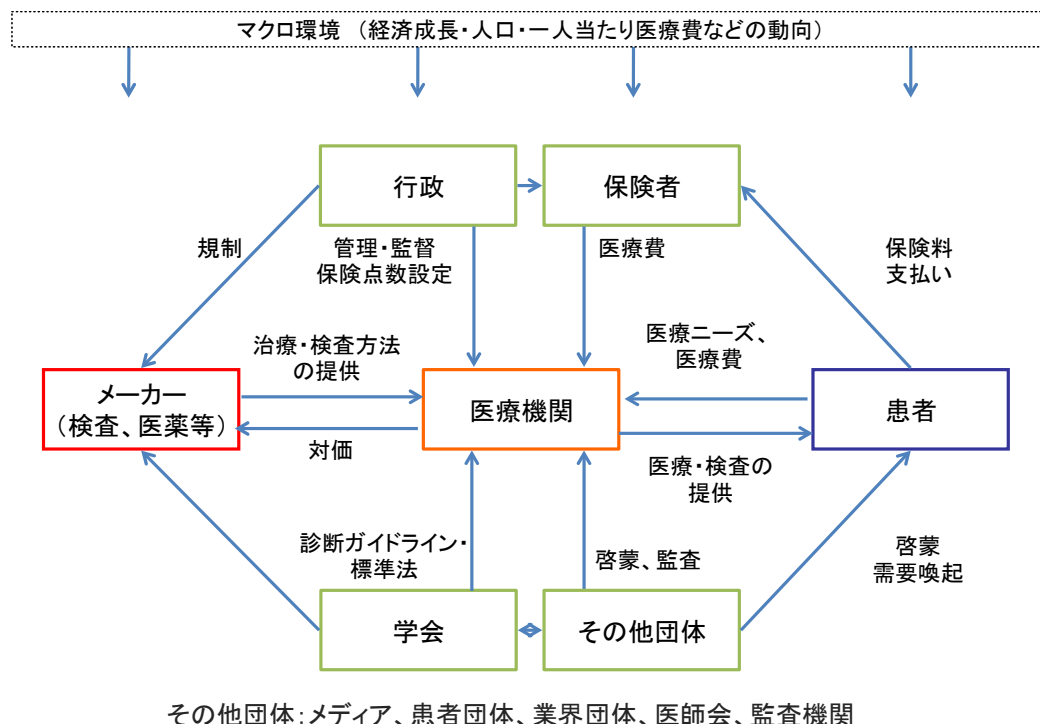 マクロ環境 （経済成長・人口・一人当たり医療費などの動向）
行政
保険者
規制
管理・監督
保険点数設定
医療費
保険料
支払い
治療・検査方法
の提供
医療ニーズ、
医療費
メーカー
（検査、医薬等）
医療機関
患者
対価
医療・検査の
提供
診断ガイドライン・
標準法
啓蒙、監査
啓蒙
需要喚起
学会
その他団体
その他団体：メディア、患者団体、業界団体、医師会、監査機関